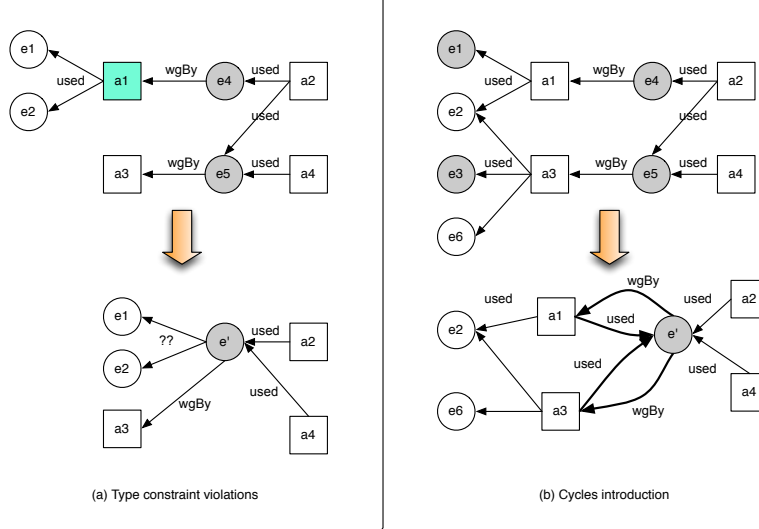 e1
used
e2
a1
wgBy
e4
used
a2
used
a3
wgBy
e5
used
a4
e1
??
e2
e'
used
a2
a3
wgBy
used
a4
(a) Type constraint violations
e1
used
e2
a1
wgBy
e4
used
a2
used
e3
used
a3
wgBy
e5
used
a4
e6
wgBy
used
a1
used
used
a2
e2
e'
used
used
a4
e6
a3
wgBy
(b) Cycles introduction